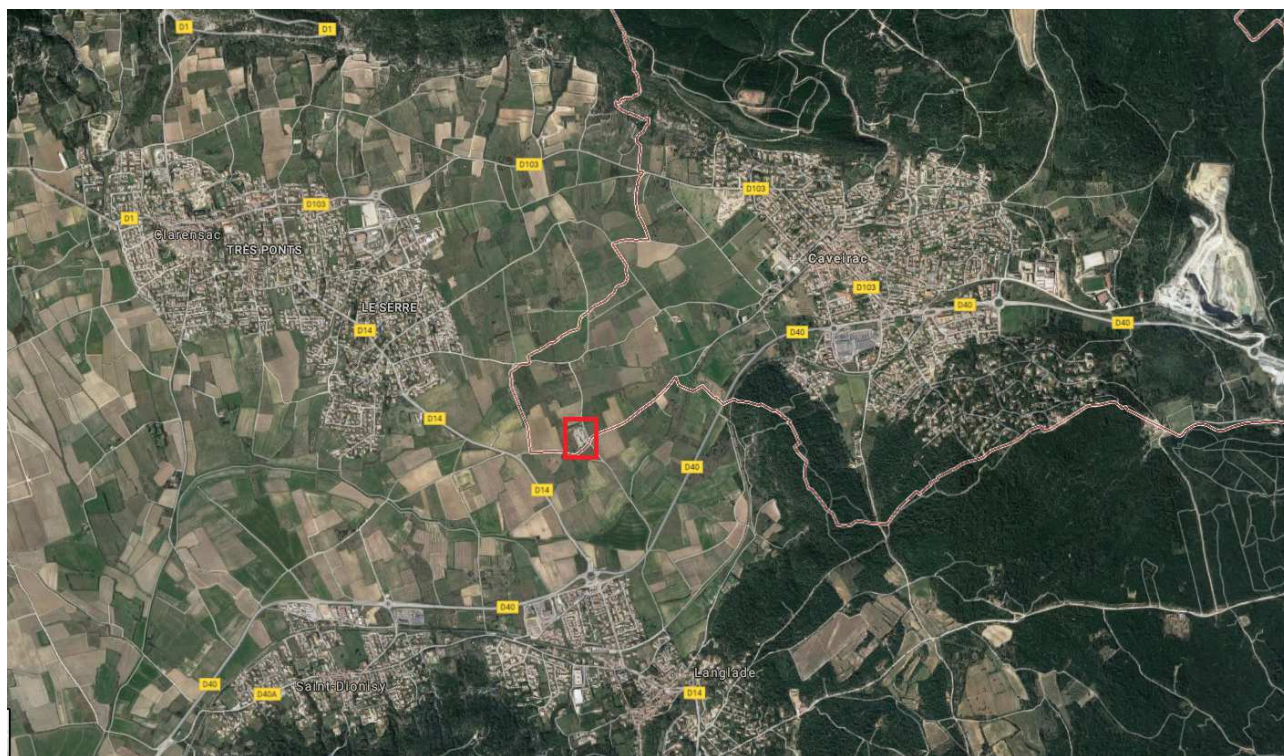 D1
D1
D103
D103
D103
D1
Clarensac
TRES PONTS
Caveirac
D103
LE SERRE
D40
D14
D40
D40
D14
D40
D14
D40
D40
Langlade
D40
Saint-Dionisy
D40A
D14